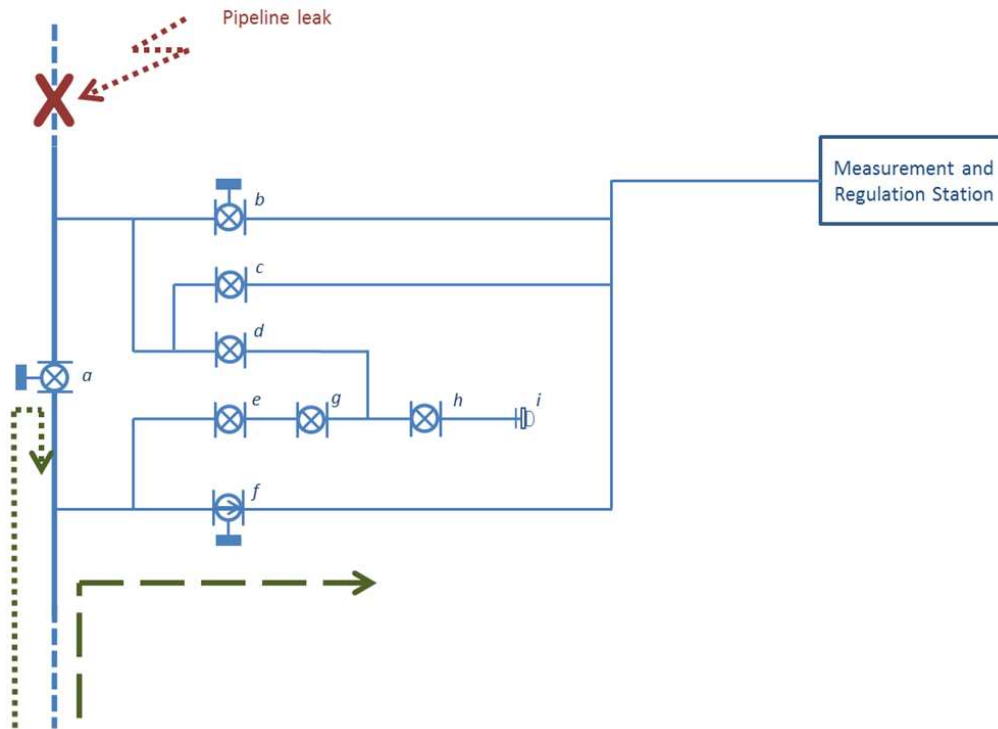 Pipeline leak
Measurement and
Regulation Station
b
c
d
a
e
g
h
i
f